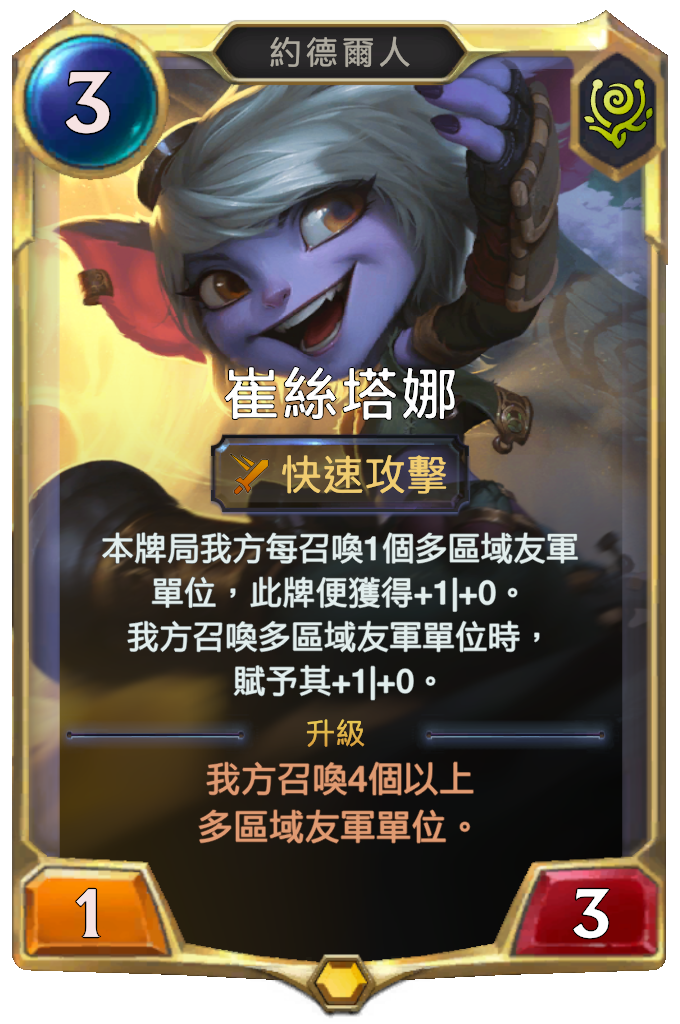 約德爾人
3
崔絲塔娜
快速攻擊
本牌局我方每召喚1個多區域友軍
單位，此牌便獲得+1|+0。
我方召喚多區域友軍單位時，
賦予其+1|+0。
升級
我方召喚4個以上
多區域友軍單位。
1
3